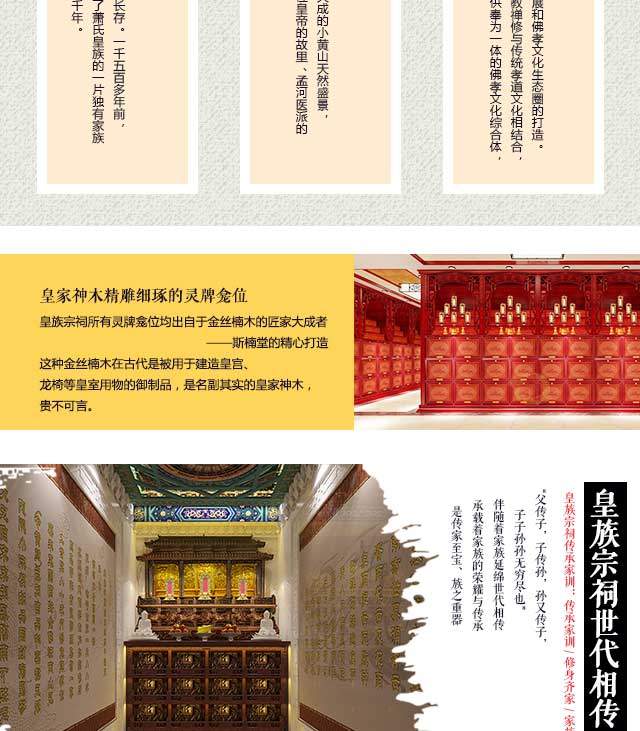 长存。一千五百多年前，
了萧氏皇族的一片独有家族
千年。
成的小黄山天然盛景，
皇帝的故里、孟河医派的
展和佛孝文化生态圈的打造。
教禅修与传统孝道文化相结合，
供奉为一体的佛孝文化综合体，
皇家神木精雕细琢的灵牌龛位
皇族宗祠所有灵牌龛位均出自于金丝楠木的匠家大成者
——斯楠堂的精心打造
这种金丝楠木在古代是被用于建造皇宫、
龙椅等皇室用物的御制品，是名副其实的皇家神木，
贵不可言。
皇族宗祠世代相传
皇族宗祠传承家训：传承家训/修身齐家/家
“父传子，子传孙，孙又传子，
子子孙孙无穷尽也。”
伴随着家族延绵世代相传
承载着家族的荣耀与传承
是传家至宝、族之重器